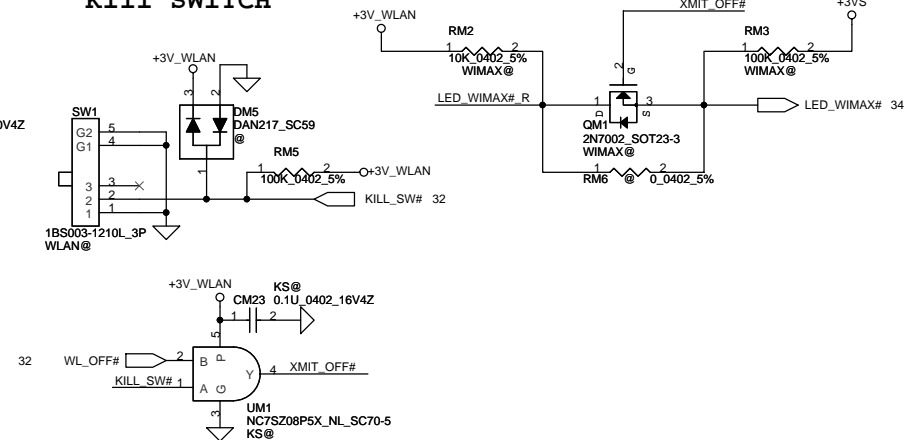 Kill SWITCH
+3V_WLAN
RM2
1 2
10K_0402_5%
WIMAX@
XMIT_OFF#
2
G
+3VS
RM3
1 2
100K_0402_5%
WIMAX@
LED_WIMAX#_R
1
D
3
S
LED_WIMAX# 34
QM1
2N7002_SOT23-3
WIMAX@
RM6 @ 0_0402_5%
1 2
0V4Z
+3V_WLAN
3
2
1
DM5
DAN217_SC59
@
SW1
G2 5
G1 4
3 3
2 2
1 1
1BS003-1210L_3P
WLAN@
RM5
1 2
100K_0402_5%
+3V_WLAN
KILL_SW# 32
+3V_WLAN
KS@
CM23 0.1U_0402_16V4Z
1 2
5
P
32 WL_OFF# 2 B
KILL_SW# 1 A
G
3
Y 4 XMIT_OFF#
UM1
NC7SZ08P5X_NL_SC70-5
KS@